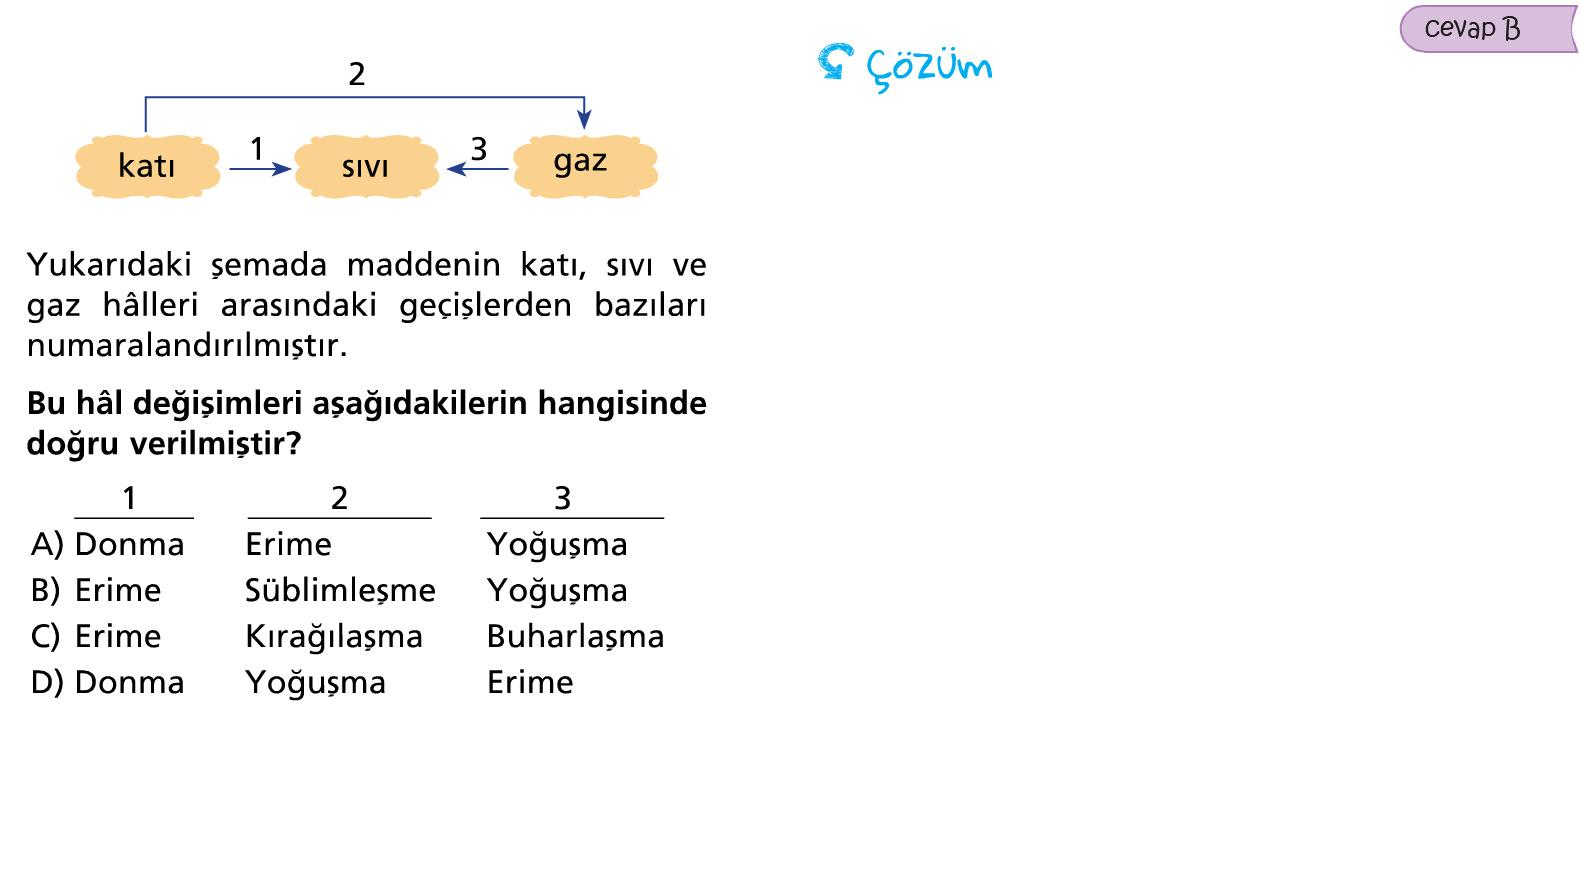 cevap B
Çözüm
2
1
3
katı
sıvı
gaz
Yukarıdaki şemada maddenin katı, sıvı ve
gaz hâlleri arasındaki geçişlerden bazıları
numaralandırılmıştır.
Bu hâl değişimleri aşağıdakilerin hangisinde
doğru verilmiştir?
1 2 3
A) Donma Erime Yoğuşma
B) Erime Süblimleşme Yoğuşma
C) Erime Kırağılaşma Buharlaşma
D) Donma Yoğuşma Erime